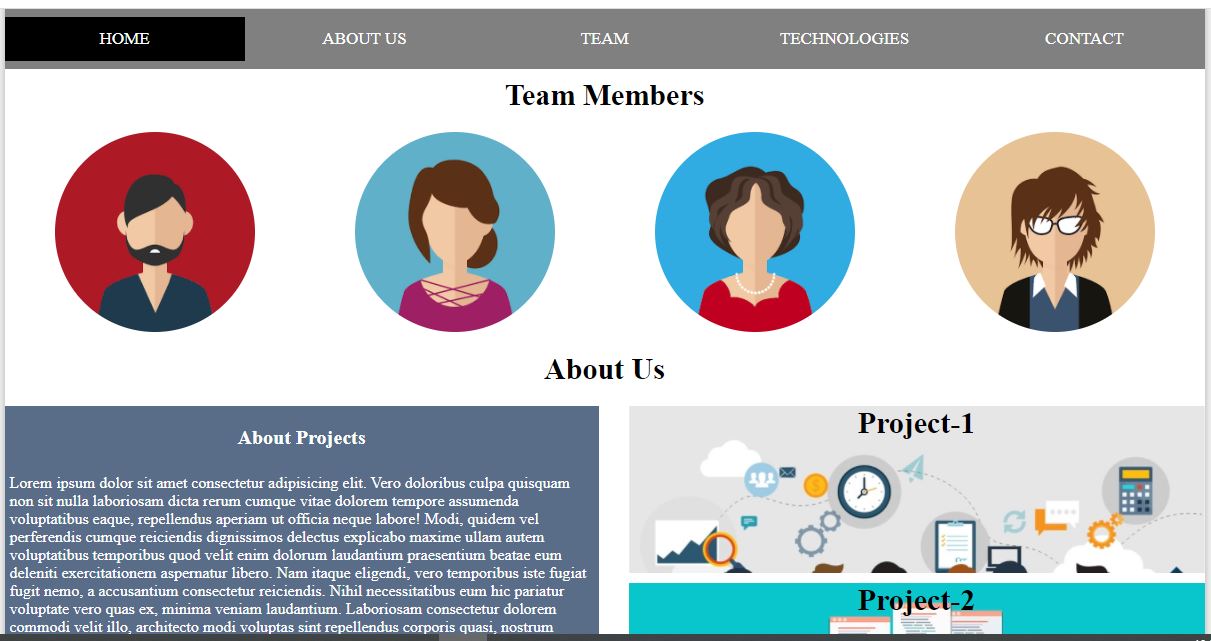 HOME
ABOUT US
TEAM
TECHNOLOGIES
CONTACT
Team Members
About Us
About Projects
Lorem ipsum dolor sit amet consectetur adipisicing elit. Vero doloribus culpa quisquam
non sit nulla laboriosam dicta rerum cumque vitae dolorem tempore assumenda
voluptatibus eaque, repellendus aperiam ut officia neque labore! Modi, quidem vel
perferendis cumque reiciendis dignissimos delectus explicabo maxime ullam autem
voluptatibus temporibus quod velit enim dolorum laudantium praesentium beatae eum
deleniti exercitationem aspernatur libero. Nam itaque eligendi, vero temporibus iste fugiat
fugit nemo, a accusantium consectetur reiciendis. Nihil necessitatibus eum hic pariatur
voluptate vero quas ex, minima veniam laudantium. Laboriosam consectetur dolorem
commodi velit illo, architecto modi voluptas sint repellendus corporis quasi, nostrum
Project-1
Project-2